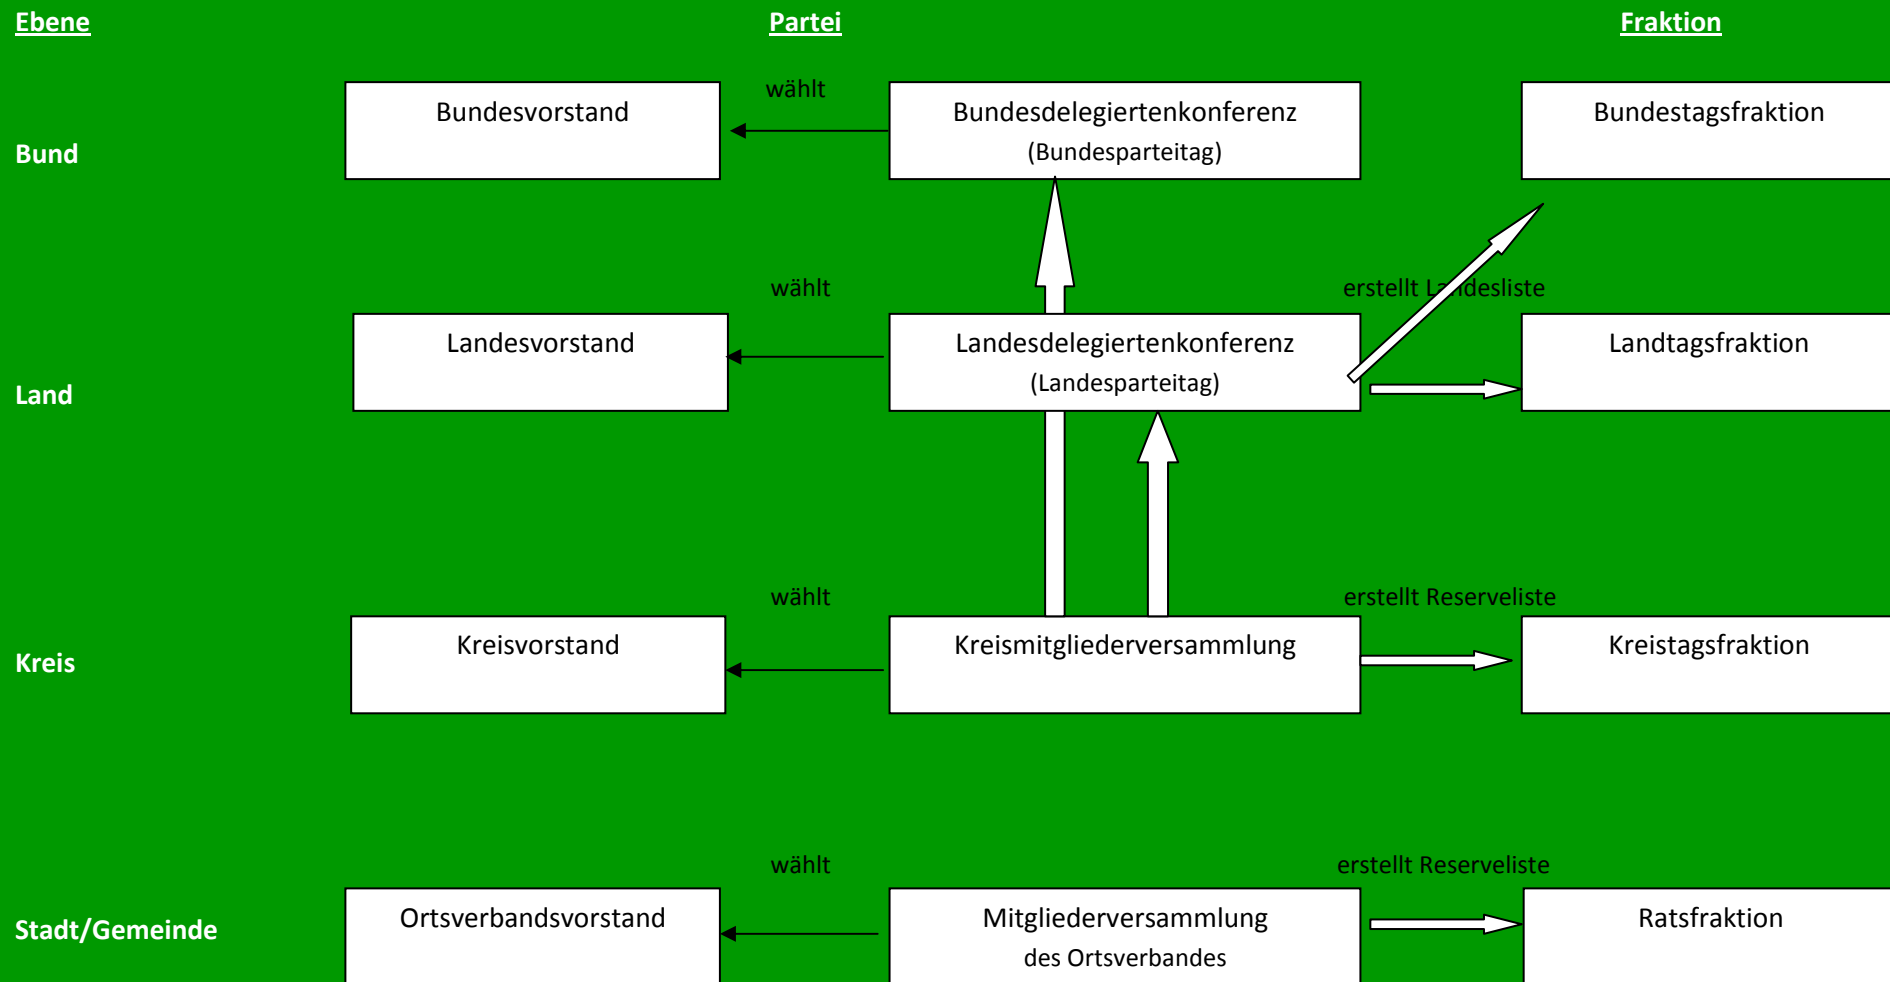 Ebene Partei Fraktion
wählt
Bundesvorstand Bundesdelegiertenkonferenz Bundestagsfraktion
(Bundesparteitag)
Bund
wählt erstellt Landesliste
Landesvorstand Landesdelegiertenkonferenz Landtagsfraktion
(Landesparteitag)
Land
wählt erstellt Reserveliste
Kreisvorstand Kreismitgliederversammlung Kreistagsfraktion
Kreis
wählt erstellt Reserveliste
Ortsverbandsvorstand Mitgliederversammlung Ratsfraktion
Stadt/Gemeinde
des Ortsverbandes